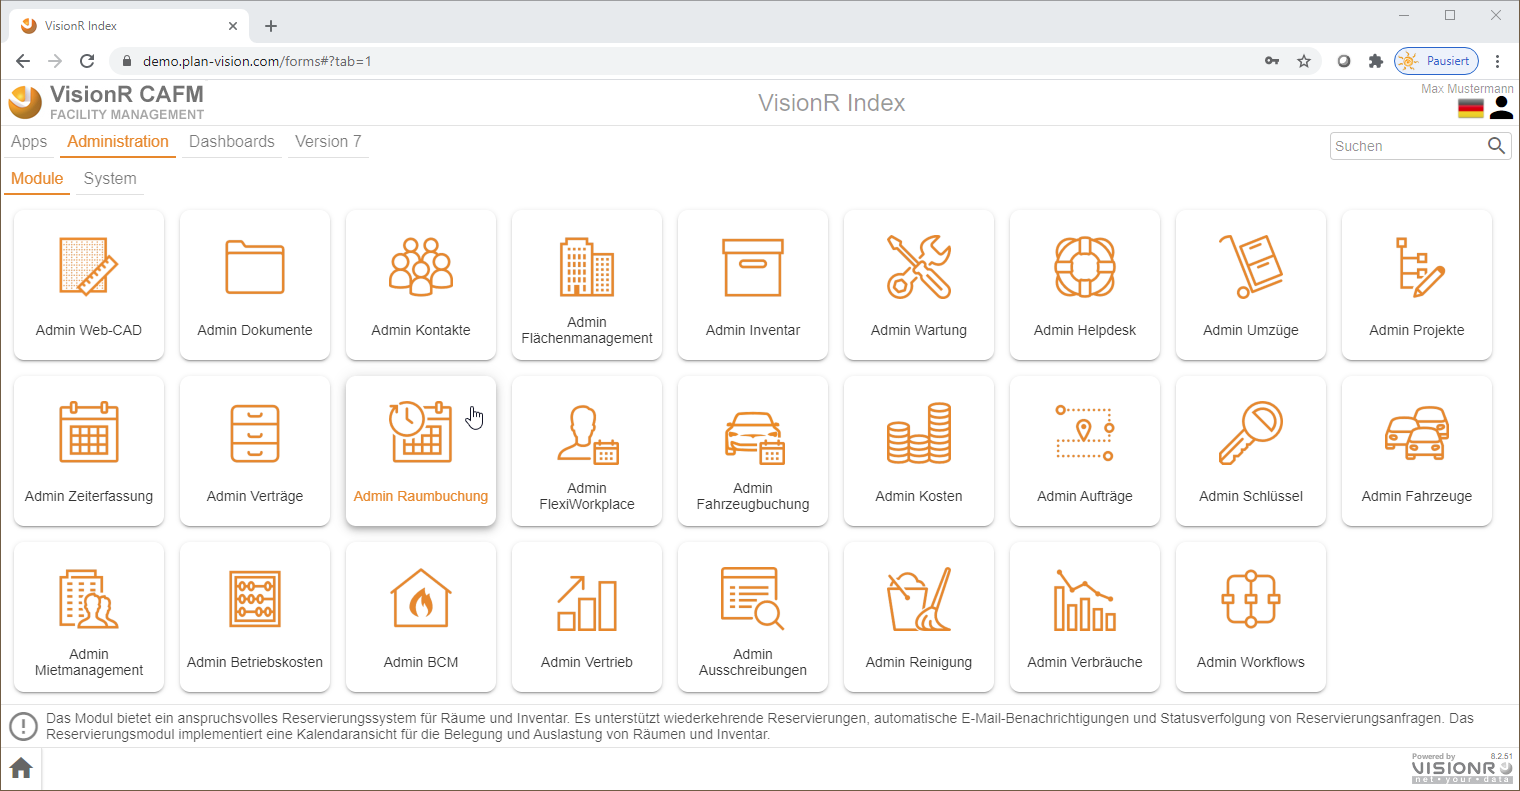 VisionR Index
demo.plan-vision.com/forms#?tab=1
Pausiert
VisionR CAFM
FACILITY MANAGEMENT
VisionR Index
Max Mustermann
Apps
Administration
Dashboards
Version 7
Suchen
Module
System
Admin Web-CAD
Admin Dokumente
Admin Kontakte
Admin
Flächenmanagement
Admin Inventar
Admin Wartung
Admin Helpdesk
Admin Umzüge
Admin Projekte
Admin Zeiterfassung
Admin Verträge
Admin Raumbuchung
Admin
FlexiWorkplace
Admin
Fahrzeugbuchung
Admin Kosten
Admin Aufträge
Admin Schlüssel
Admin Fahrzeuge
Admin
Mietmanagement
Admin Betriebskosten
Admin BCM
Admin Vertrieb
Admin
Ausschreibungen
Admin Reinigung
Admin Verbräuche
Admin Workflows
Das Modul bietet ein anspruchsvolles Reservierungssystem für Räume und Inventar. Es unterstützt wiederkehrende Reservierungen, automatische E-Mail-Benachrichtigungen und Statusverfolgung von Reservierungsanfragen. Das
Reservierungsmodul implementiert eine Kalendaransicht für die Belegung und Auslastung von Räumen und Inventar.
Powered by
6.2.51
VISIONR
net • your • data